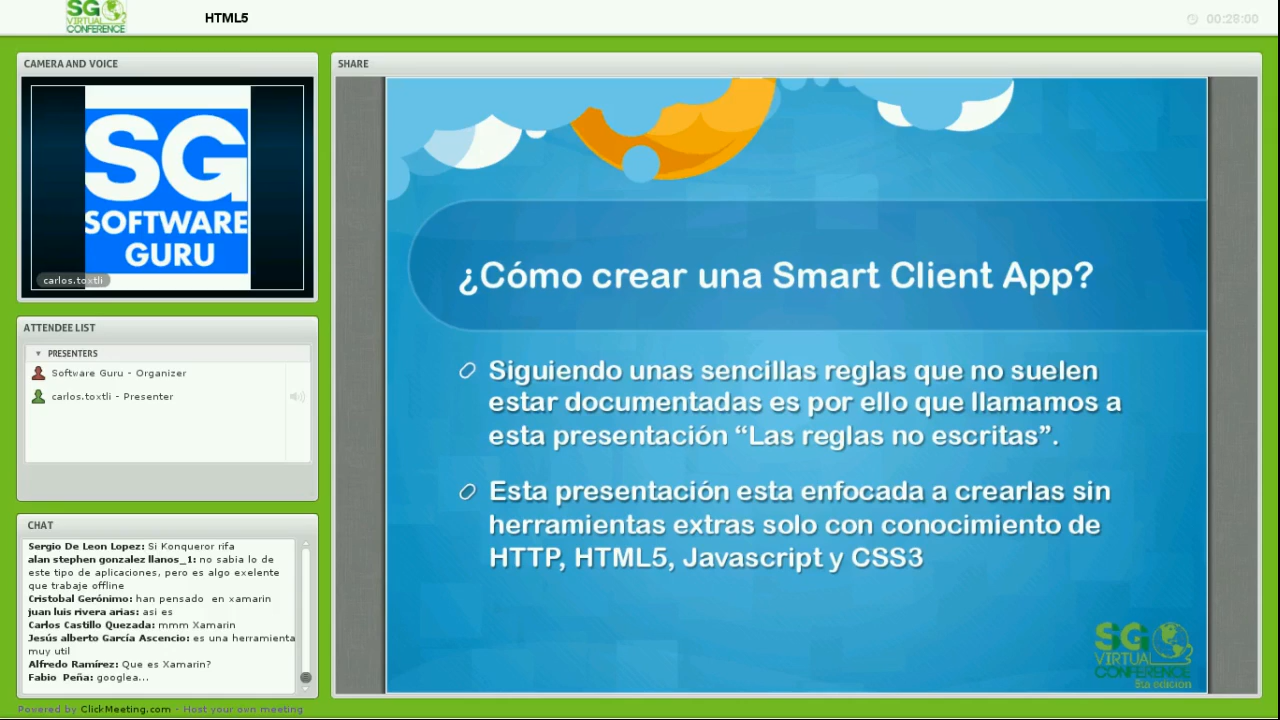 SG
VIRTUAL
CONFERENCE
HTML5
00:28:00
CAMERA AND VOICE
SG
SOFTWARE
GURU
carlos.toxtli
ATTENDEE LIST
PRESENTERS
Software Guru - Organizer
carlos.toxtli - Presenter
CHAT
Sergio De Leon Lopez: Si Konqueror rifa
alan stephen gonzalez llanos_1: no sabia lo de
este tipo de aplicaciones, pero es algo exelente
que trabaje offline
Cristobal Gerónimo: han pensado en xamarin
juan luis rivera arias: asi es
Carlos Castillo Quezada: mmm Xamarin
Jesús alberto García Ascencio: es una herramienta
muy util
Alfredo Ramírez: Que es Xamarin?
Fabio Peña: googlea...
Powered by ClickMeeting.com - Host your own meeting
SHARE
¿Cómo crear una Smart Client App?
Siguiendo unas sencillas reglas que no suelen
estar documentadas es por ello que llamamos a
esta presentación “Las reglas no escritas”.
Esta presentación esta enfocada a crearlas sin
herramientas extras solo con conocimiento de
HTTP, HTML5, Javascript y CSS3
SG
VIRTUAL
CONFERENCE
5ta edición